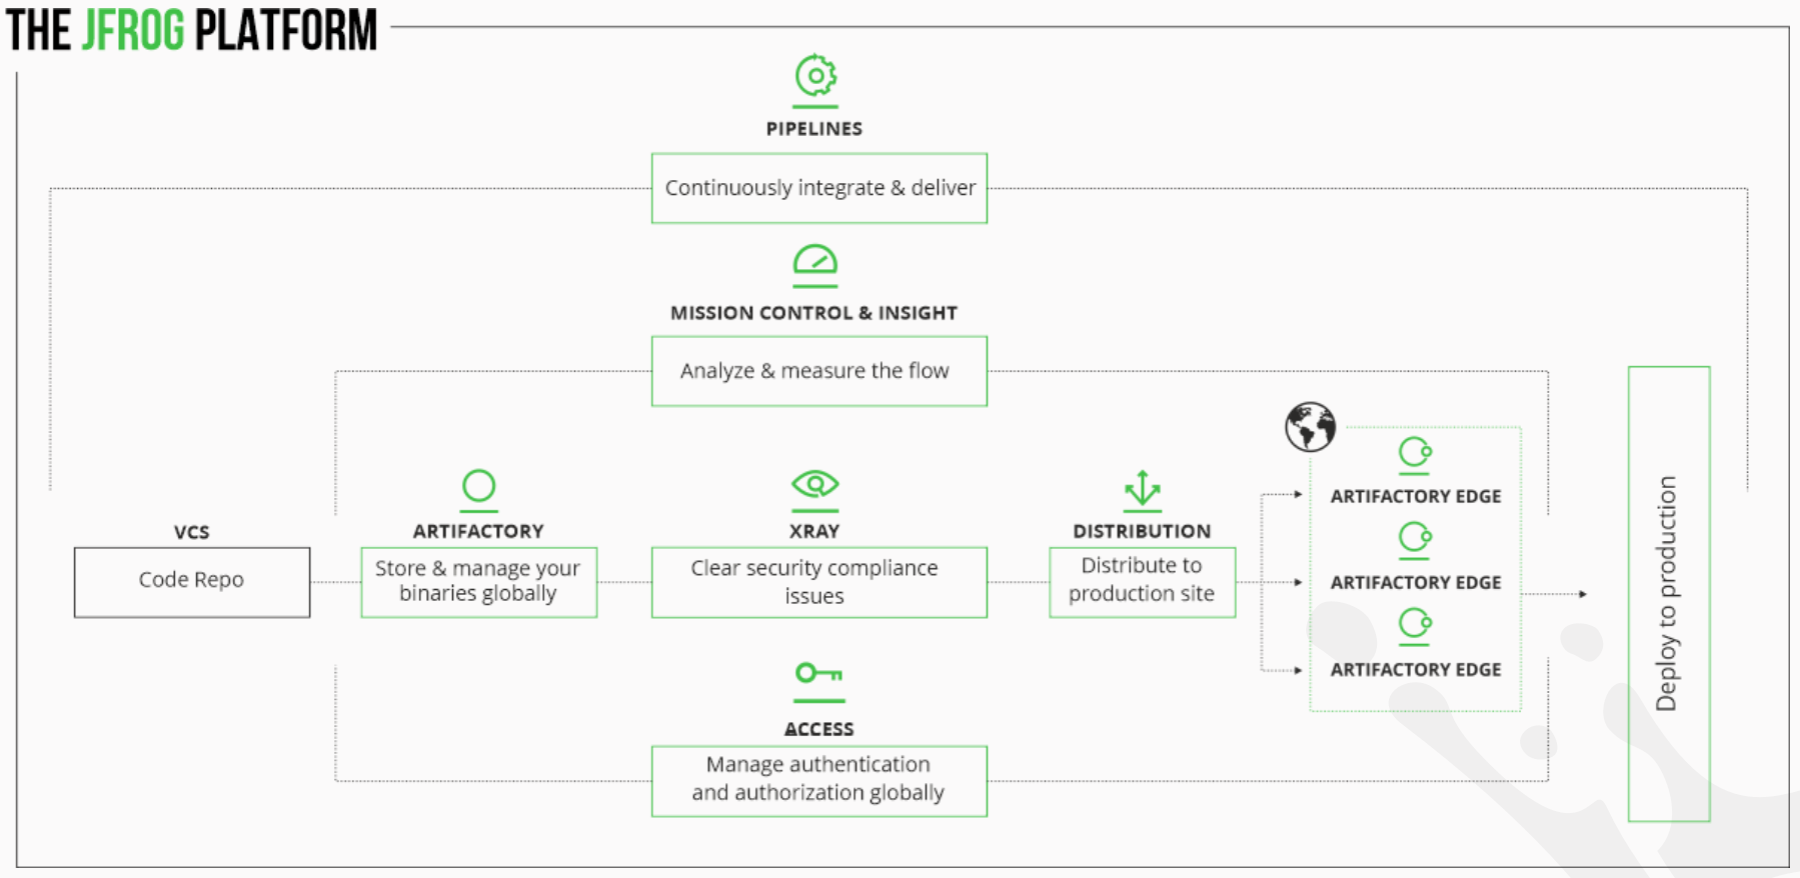 THE JFROG PLATFORM
PIPELINES
Continuously integrate & deliver
MISSION CONTROL & INSIGHT
Analyze & measure the flow
VCS
Code Repo
ARTIFACTORY
Store & manage your
binaries globally
XRAY
Clear security compliance
issues
DISTRIBUTION
Distribute to
production site
ARTIFACTORY EDGE
ARTIFACTORY EDGE
ARTIFACTORY EDGE
Deploy to production
ACCESS
Manage authentication
and authorization globally